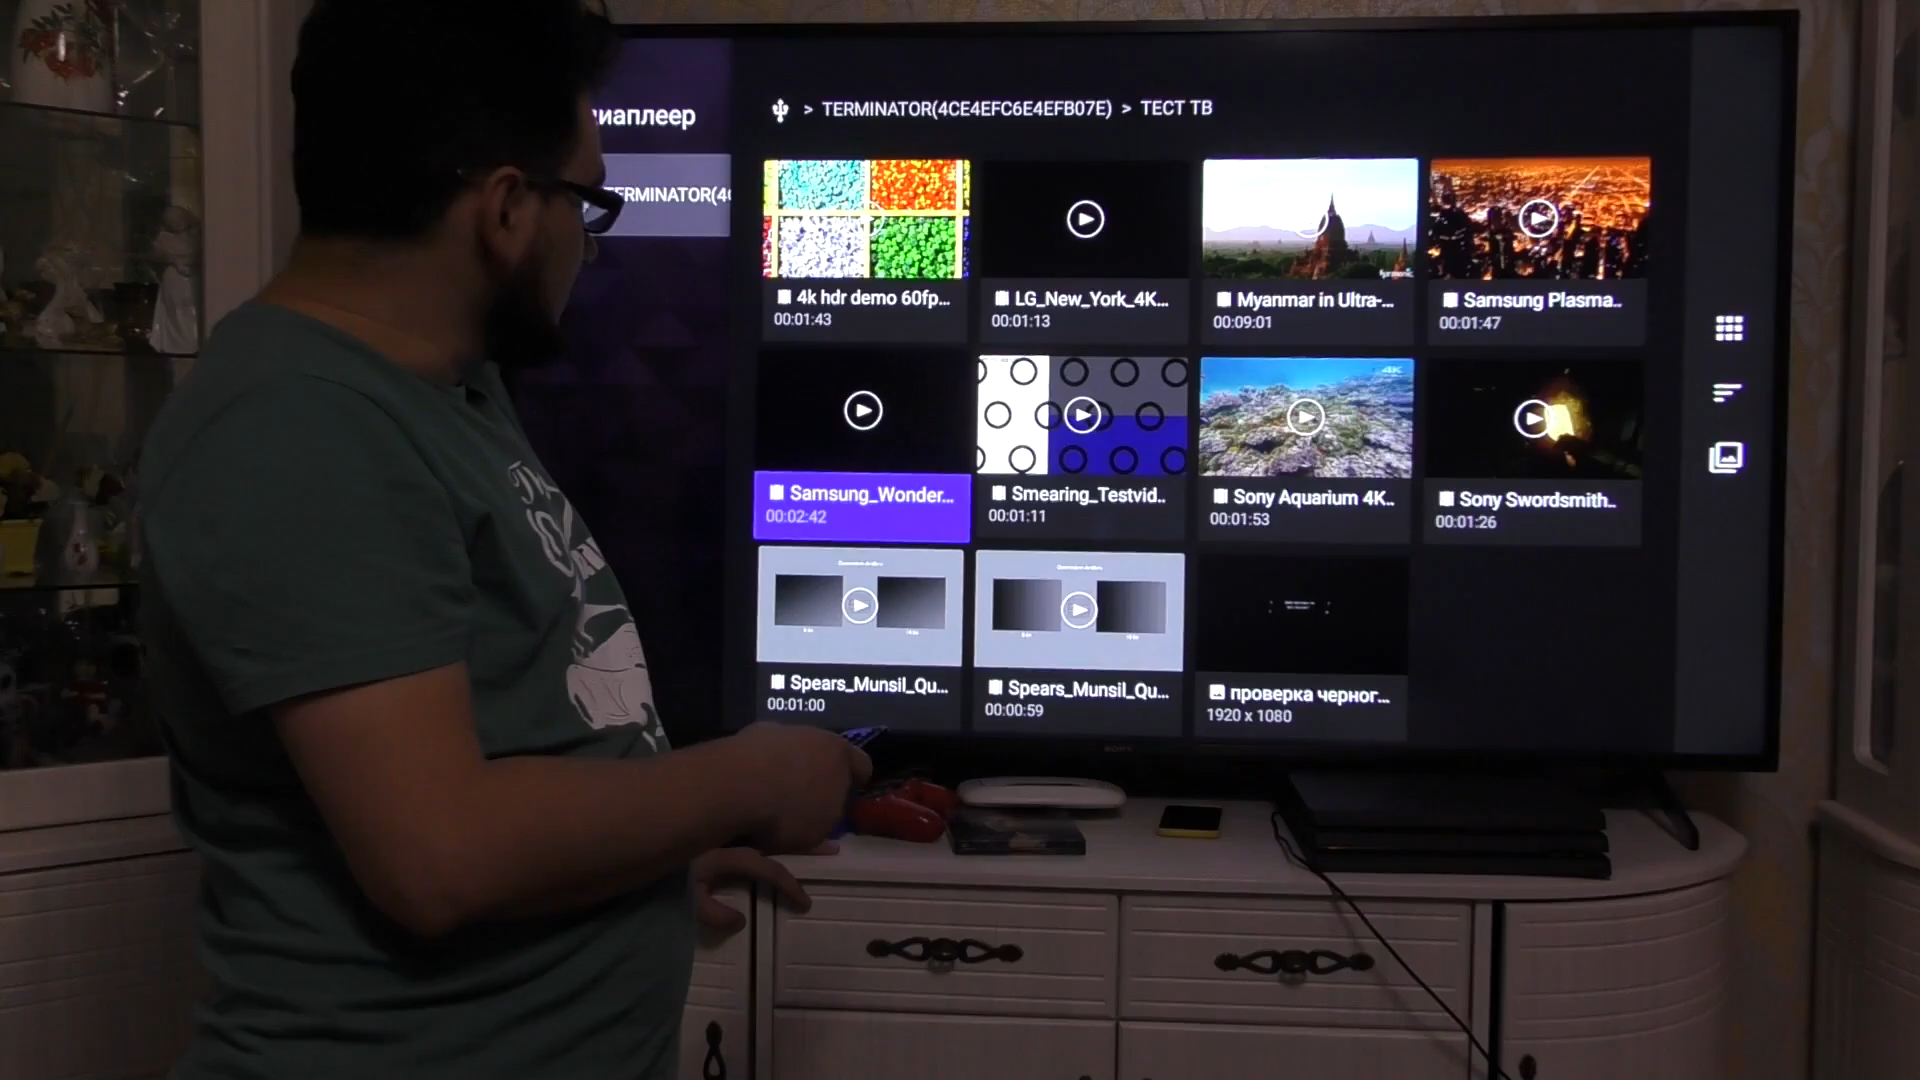 иаплеер
> TERMINATOR(4CE4EFC6E4EFB07E) > ТЕСТ ТВ
TERMINATOR(4
4k hdr demo 60fp...
00:01:43
LG_New_York_4K...
00:01:13
Myanmar in Ultra-...
00:09:01
Samsung Plasma..
00:01:47
Samsung_Wonder...
00:02:42
Smearing_Testvid..
00:01:11
4K
Sony Aquarium 4K..
00:01:53
Sony Swordsmith..
00:01:26
Spears_Munsil_Qu...
00:01:00
Spears_Munsil_Qu...
00:00:59
проверка черног...
1920 x 1080
SONY